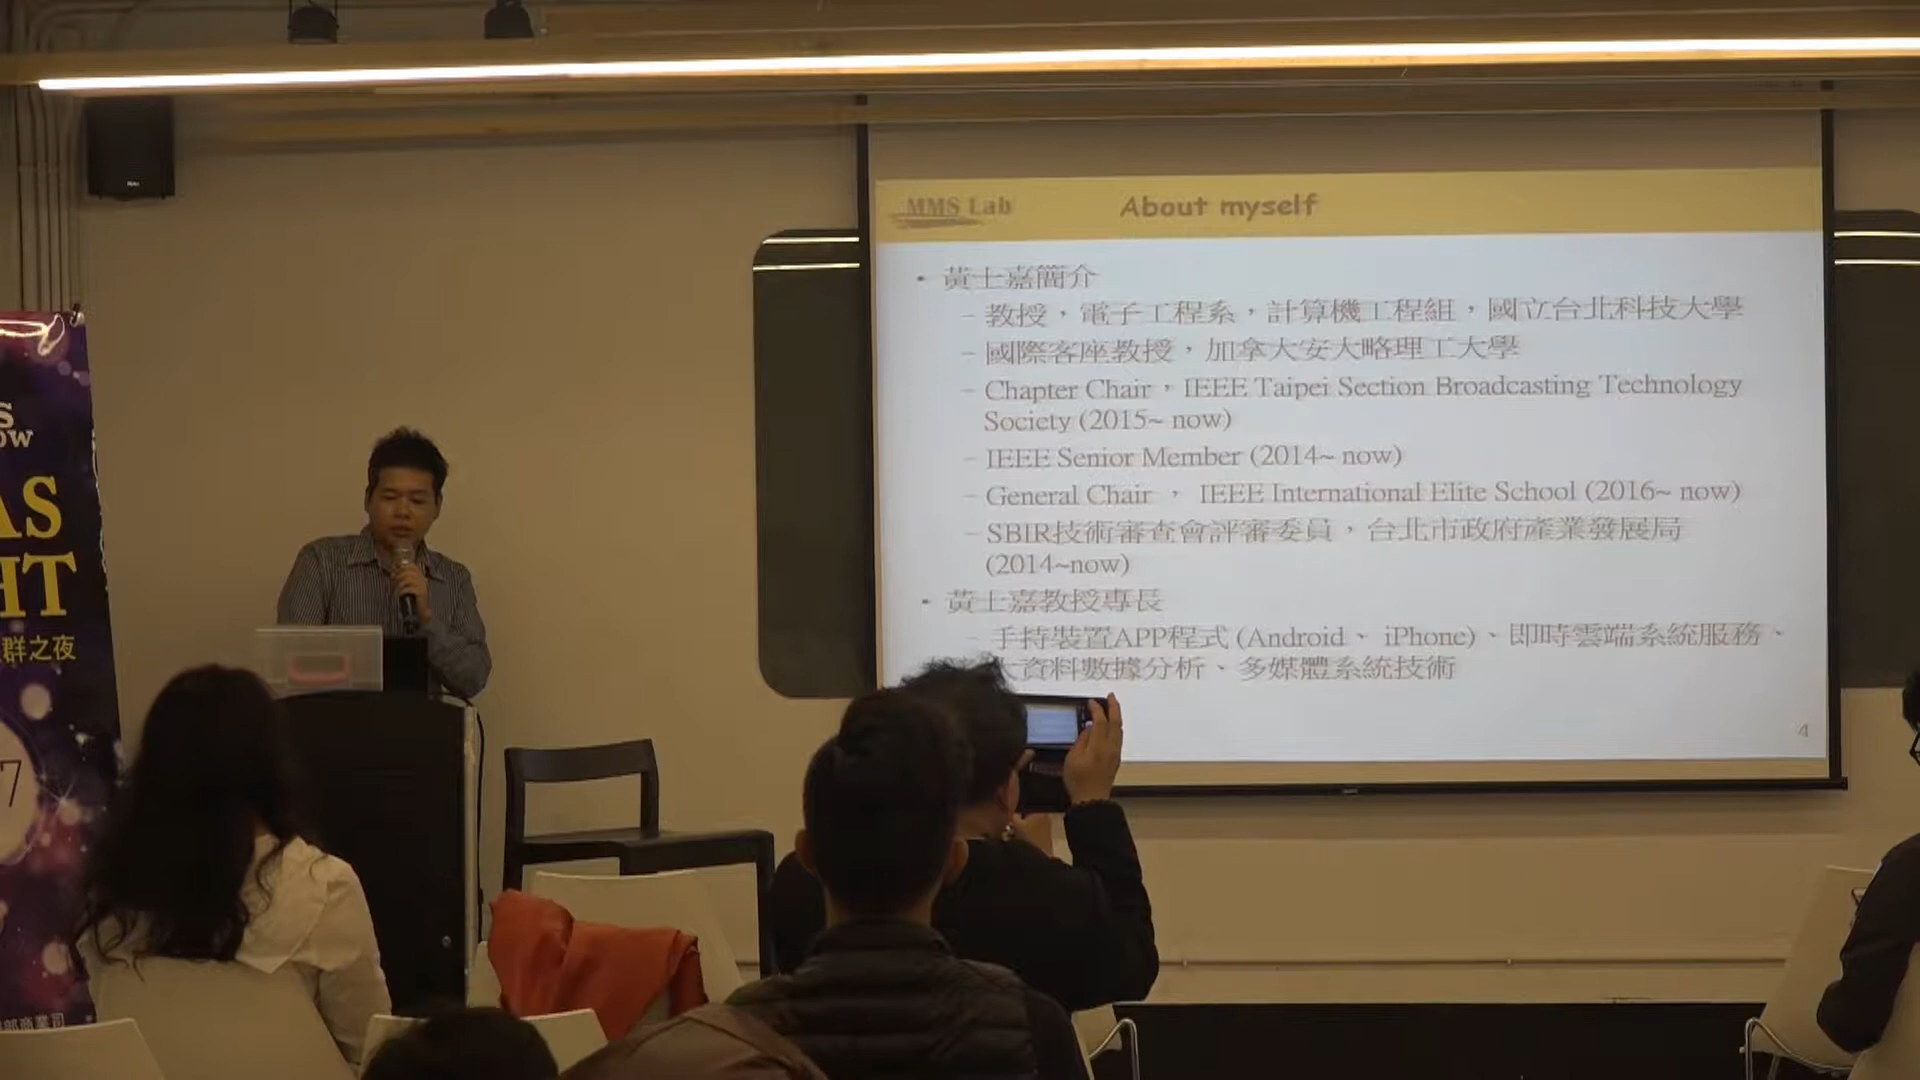 MMS Lab
About myself
• 黃士嘉簡介
– 教授，電子工程系，計算機工程組，國立台北科技大學
– 國際客座教授，加拿大安大略理工大學
– Chapter Chair，IEEE Taipei Section Broadcasting Technology
Society (2015~ now)
– IEEE Senior Member (2014~ now)
– General Chair ， IEEE International Elite School (2016~ now)
– SBIR技術審查會評審委員，台北市政府產業發展局
(2014~now)
• 黃士嘉教授專長
– 手持裝置APP程式 (Android、 iPhone)、即時雲端系統服務、
大資料數據分析、多媒體系統技術
4
AS
HT
群之夜
7
部商業司